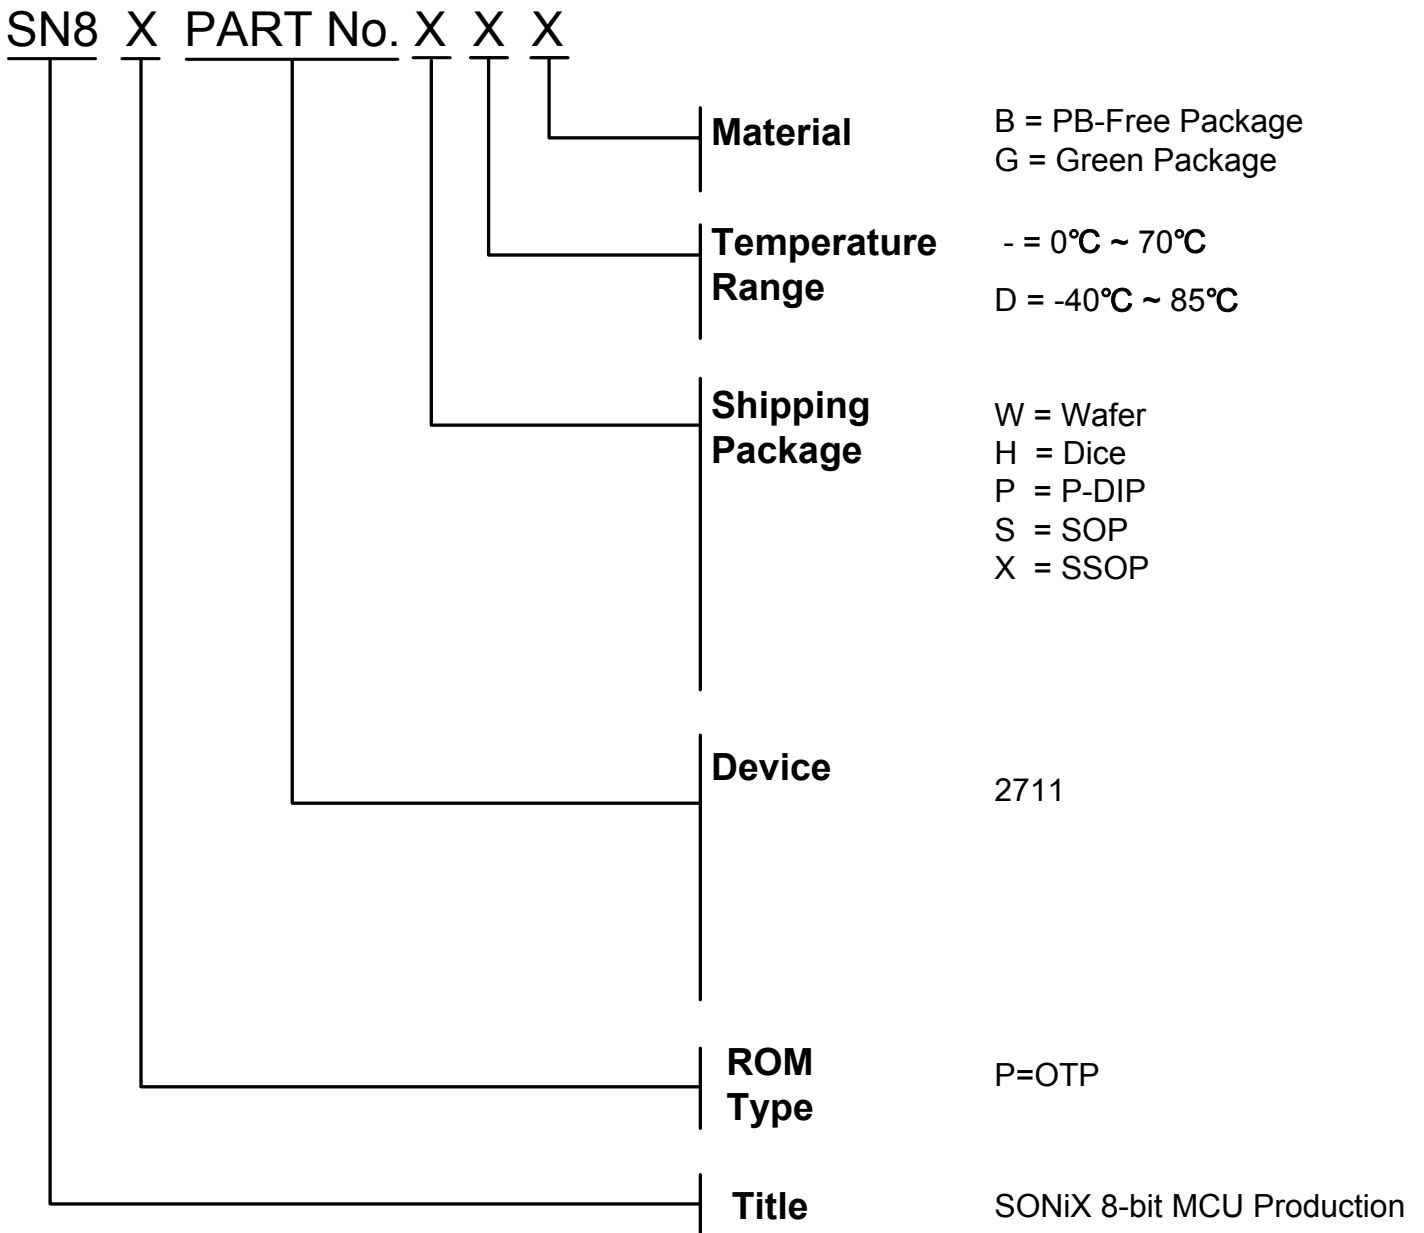 SN8 X PART No. X X X
Material
B = PB-Free Package
G = Green Package
Temperature
Range
- = 0℃ ~ 70℃
D = -40℃ ~ 85℃
Shipping
Package
W = Wafer
H = Dice
P = P-DIP
S = SOP
X = SSOP
Device
2711
ROM
Type
P=OTP
Title
SONiX 8-bit MCU Production